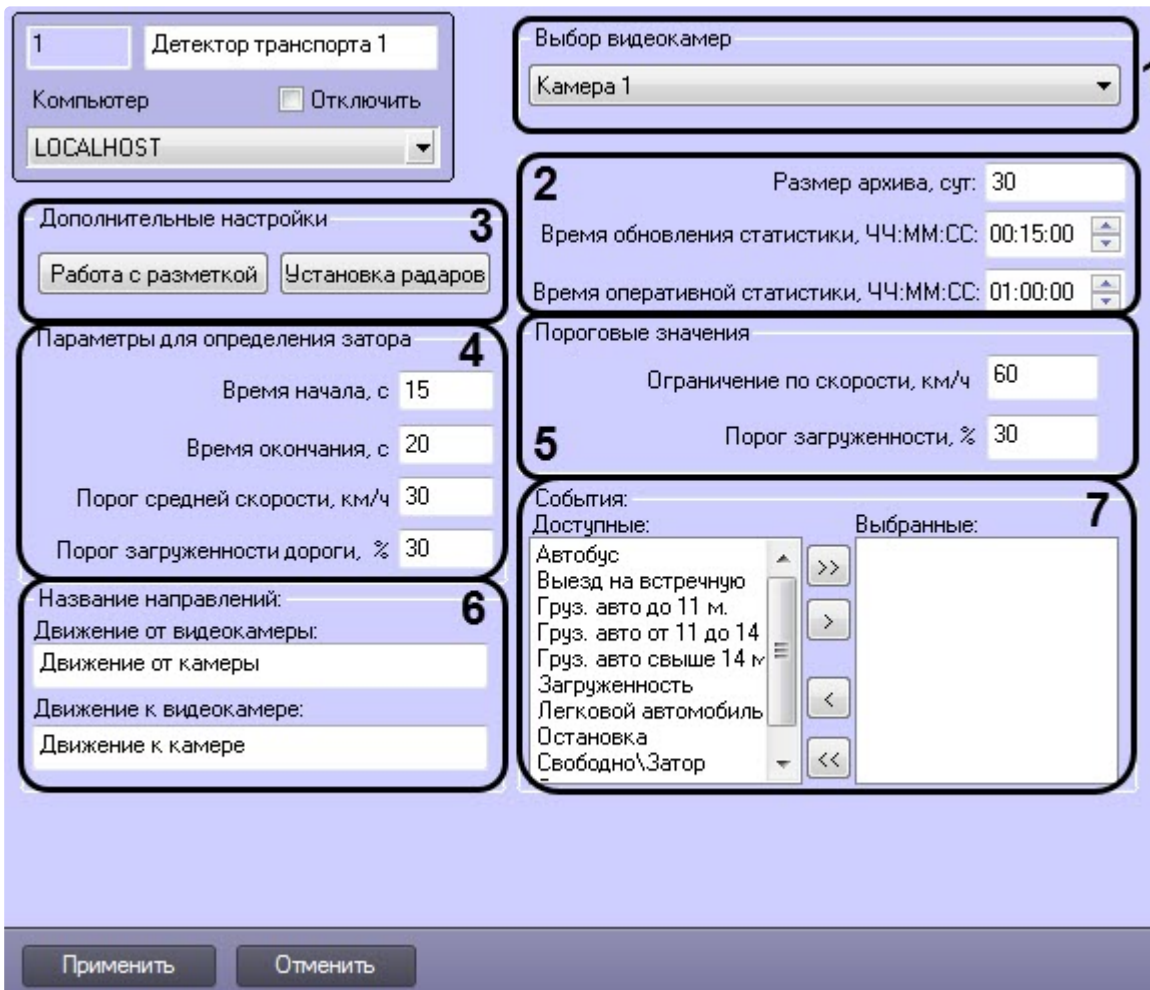 1
Детектор транспорта 1
Компьютер
Отключить
LOCALHOST
Выбор видеокамер
Камера 1
2
Размер архива, сут: 30
Время обновления статистики, ЧЧ:ММ:СС: 00:15:00
Время оперативной статистики, ЧЧ:ММ:СС: 01:00:00
Дополнительные настройки
3
Работа с разметкой
Установка радаров
Параметры для определения затора
4
Время начала, с 15
Время окончания, с 20
Порог средней скорости, км/ч 30
Порог загруженности дороги, % 30
Пороговые значения
Ограничение по скорости, км/ч 60
5
Порог загруженности, % 30
Название направлений:
6
Движение от видеокамеры:
Движение от камеры
Движение к видеокамере:
Движение к камере
События:
7
Доступные:
Автобус
Выезд на встречную
Груз. авто до 11 м.
Груз. авто от 11 до 14
Груз. авто свыше 14 м
Загруженность
Легковой автомобиль
Остановка
Свободно\Затор
>>
>
<
<<
Выбранные:
Применить
Отменить